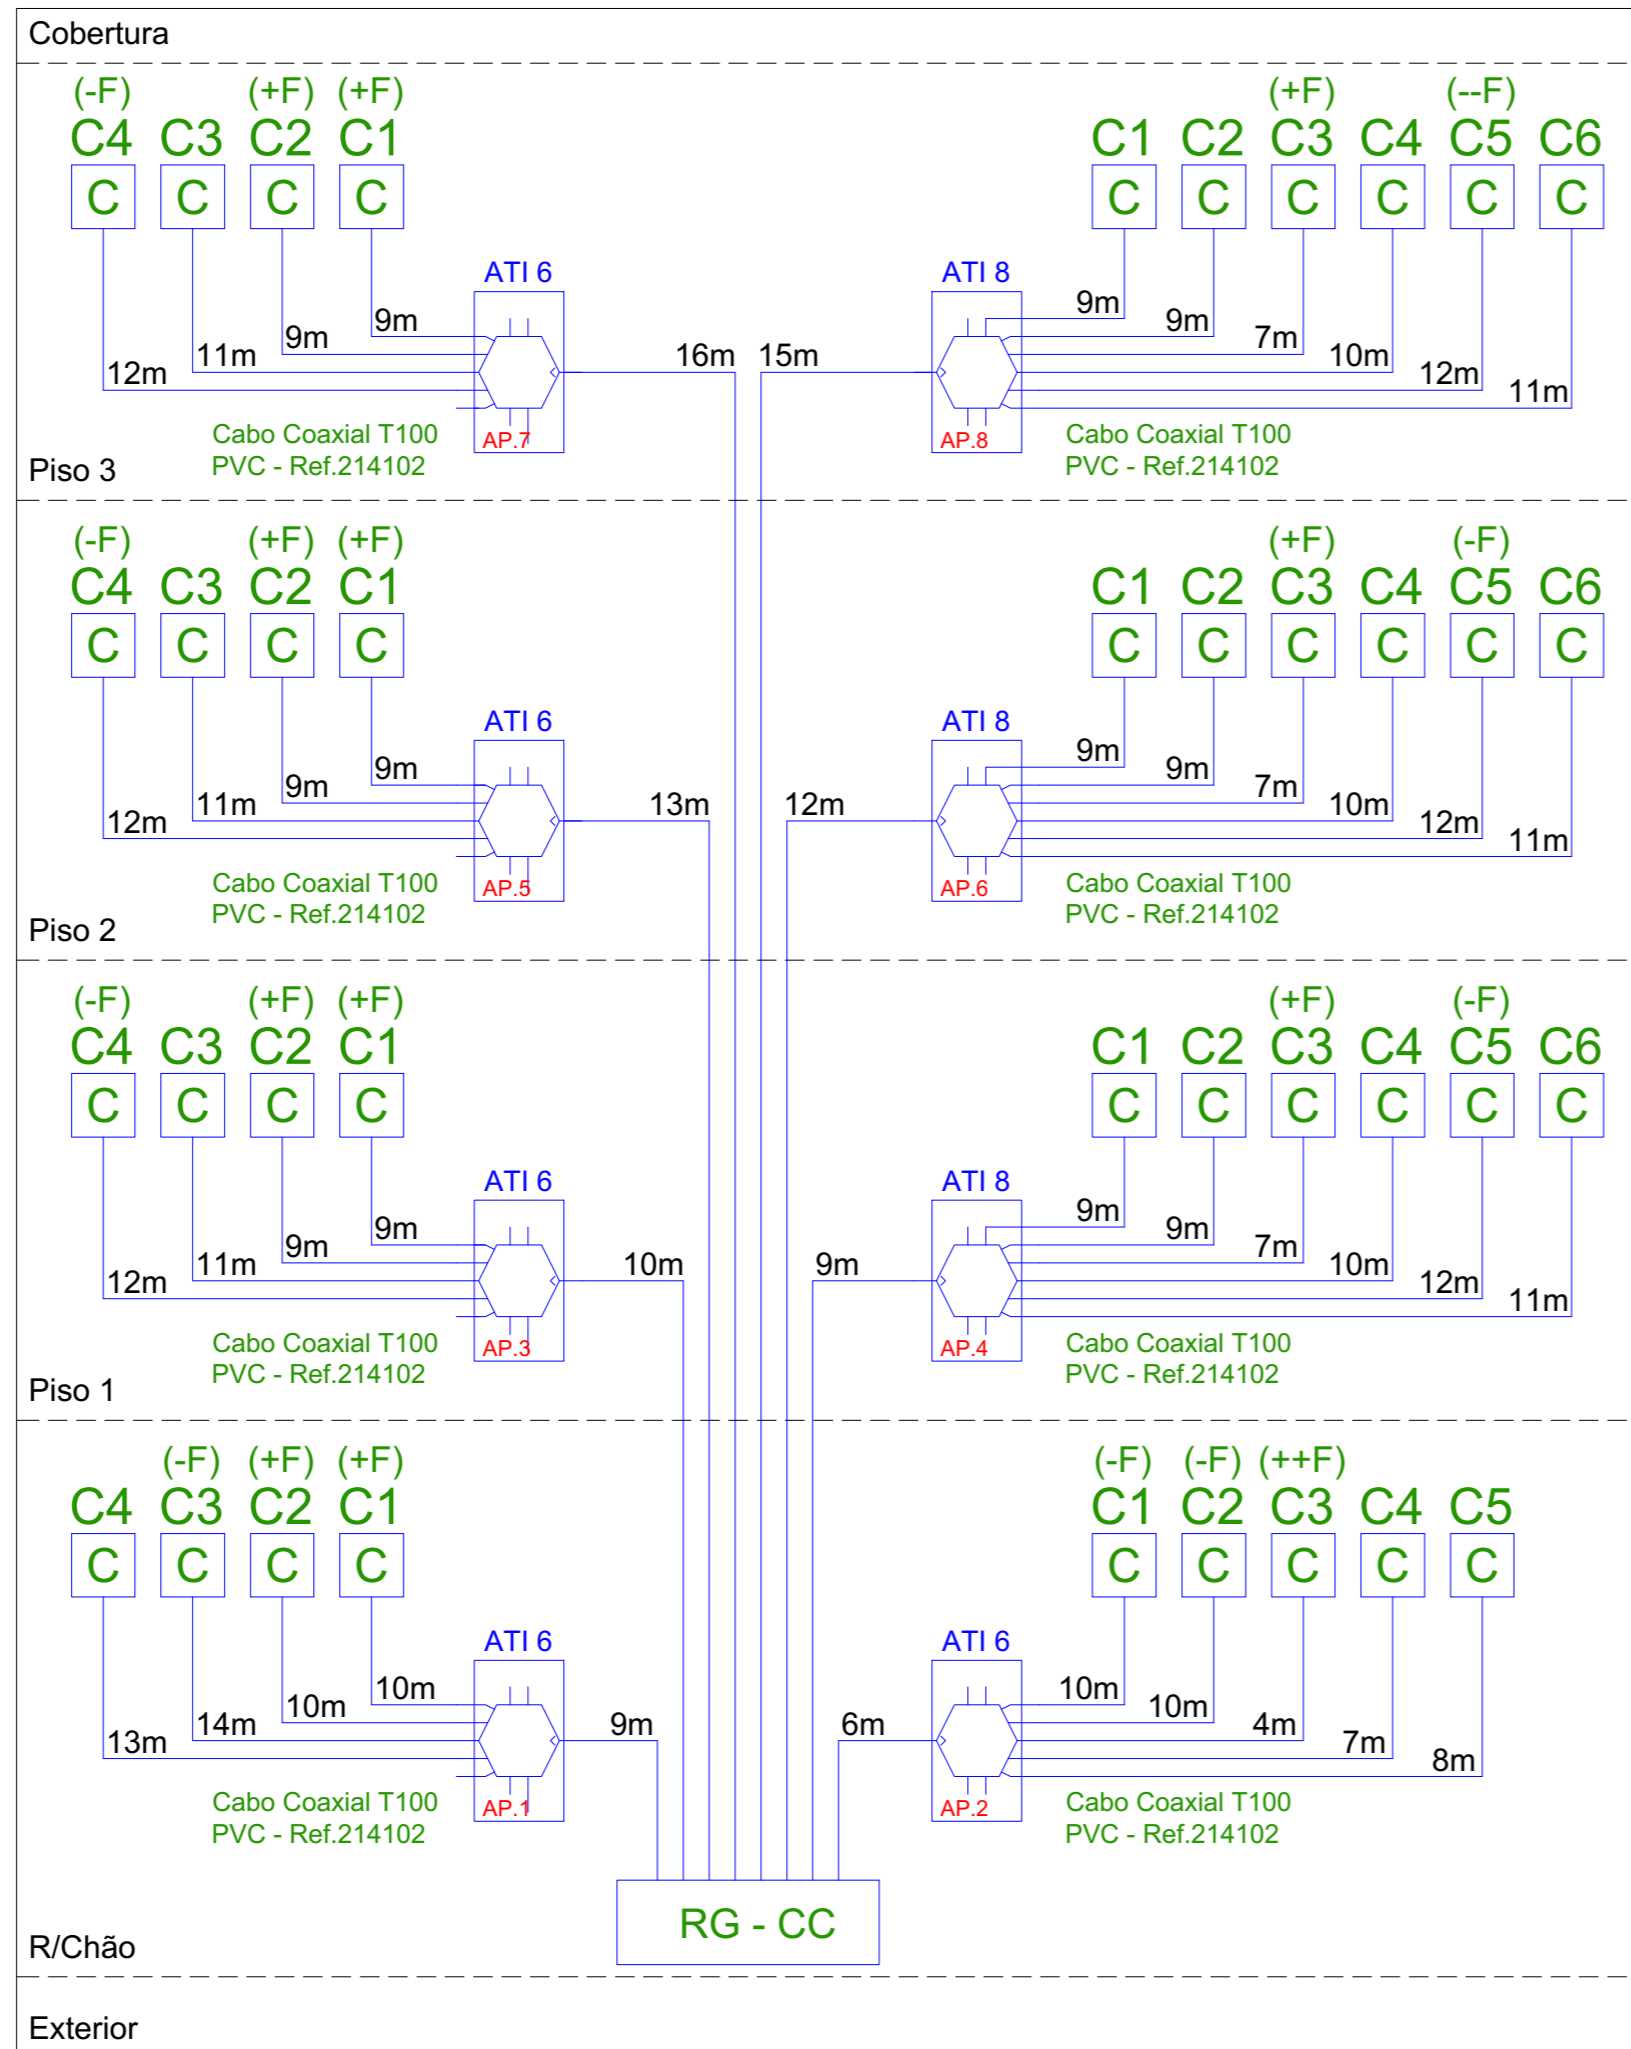 Cobertura
(-F) (+F) (+F) (+F) (--F)
C4 C3 C2 C1 C1 C2 C3 C4 C5 C6
C C C C C C C C C C
ATI 6 ATI 8
9m 9m
9m 9m
11m 16m 15m 7m
12m 10m
12m
11m
Cabo Coaxial T100 AP.7 AP.8 Cabo Coaxial T100
PVC - Ref.214102 PVC - Ref.214102
Piso 3
(-F) (+F) (+F) (+F) (-F)
C4 C3 C2 C1 C1 C2 C3 C4 C5 C6
C C C C C C C C C C
ATI 6 ATI 8
9m 9m
9m 9m
11m 13m 12m 7m
12m 10m
12m
11m
Cabo Coaxial T100 AP.5 AP.6 Cabo Coaxial T100
PVC - Ref.214102 PVC - Ref.214102
Piso 2
(-F) (+F) (+F) (+F) (-F)
C4 C3 C2 C1 C1 C2 C3 C4 C5 C6
C C C C C C C C C C
ATI 6 ATI 8
9m 9m
9m 9m
11m 10m 9m 7m
12m 10m
12m
11m
Cabo Coaxial T100 AP.3 AP.4 Cabo Coaxial T100
PVC - Ref.214102 PVC - Ref.214102
Piso 1
(-F) (+F) (+F) (-F) (-F) (++F)
C4 C3 C2 C1 C1 C2 C3 C4 C5
C C C C C C C C C
ATI 6 ATI 6
10m 10m
10m 10m
14m 9m 6m 4m
13m 7m
8m
Cabo Coaxial T100 AP.1 AP.2 Cabo Coaxial T100
PVC - Ref.214102 PVC - Ref.214102
RG - CC
R/Chão
Exterior